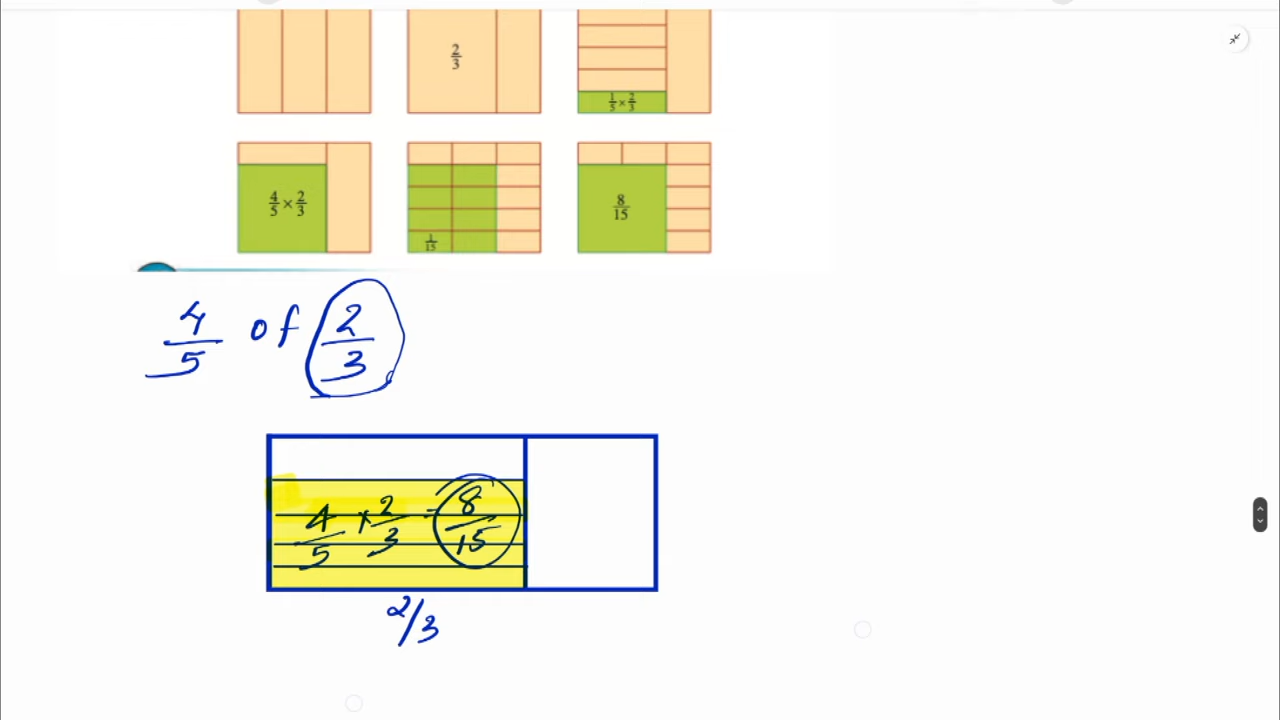 2/3
1/5 × 2/3
4/5 × 2/3
1/15
8/15
4/5 of 2/3
4/5 × 2/3 = 8/15
2/3